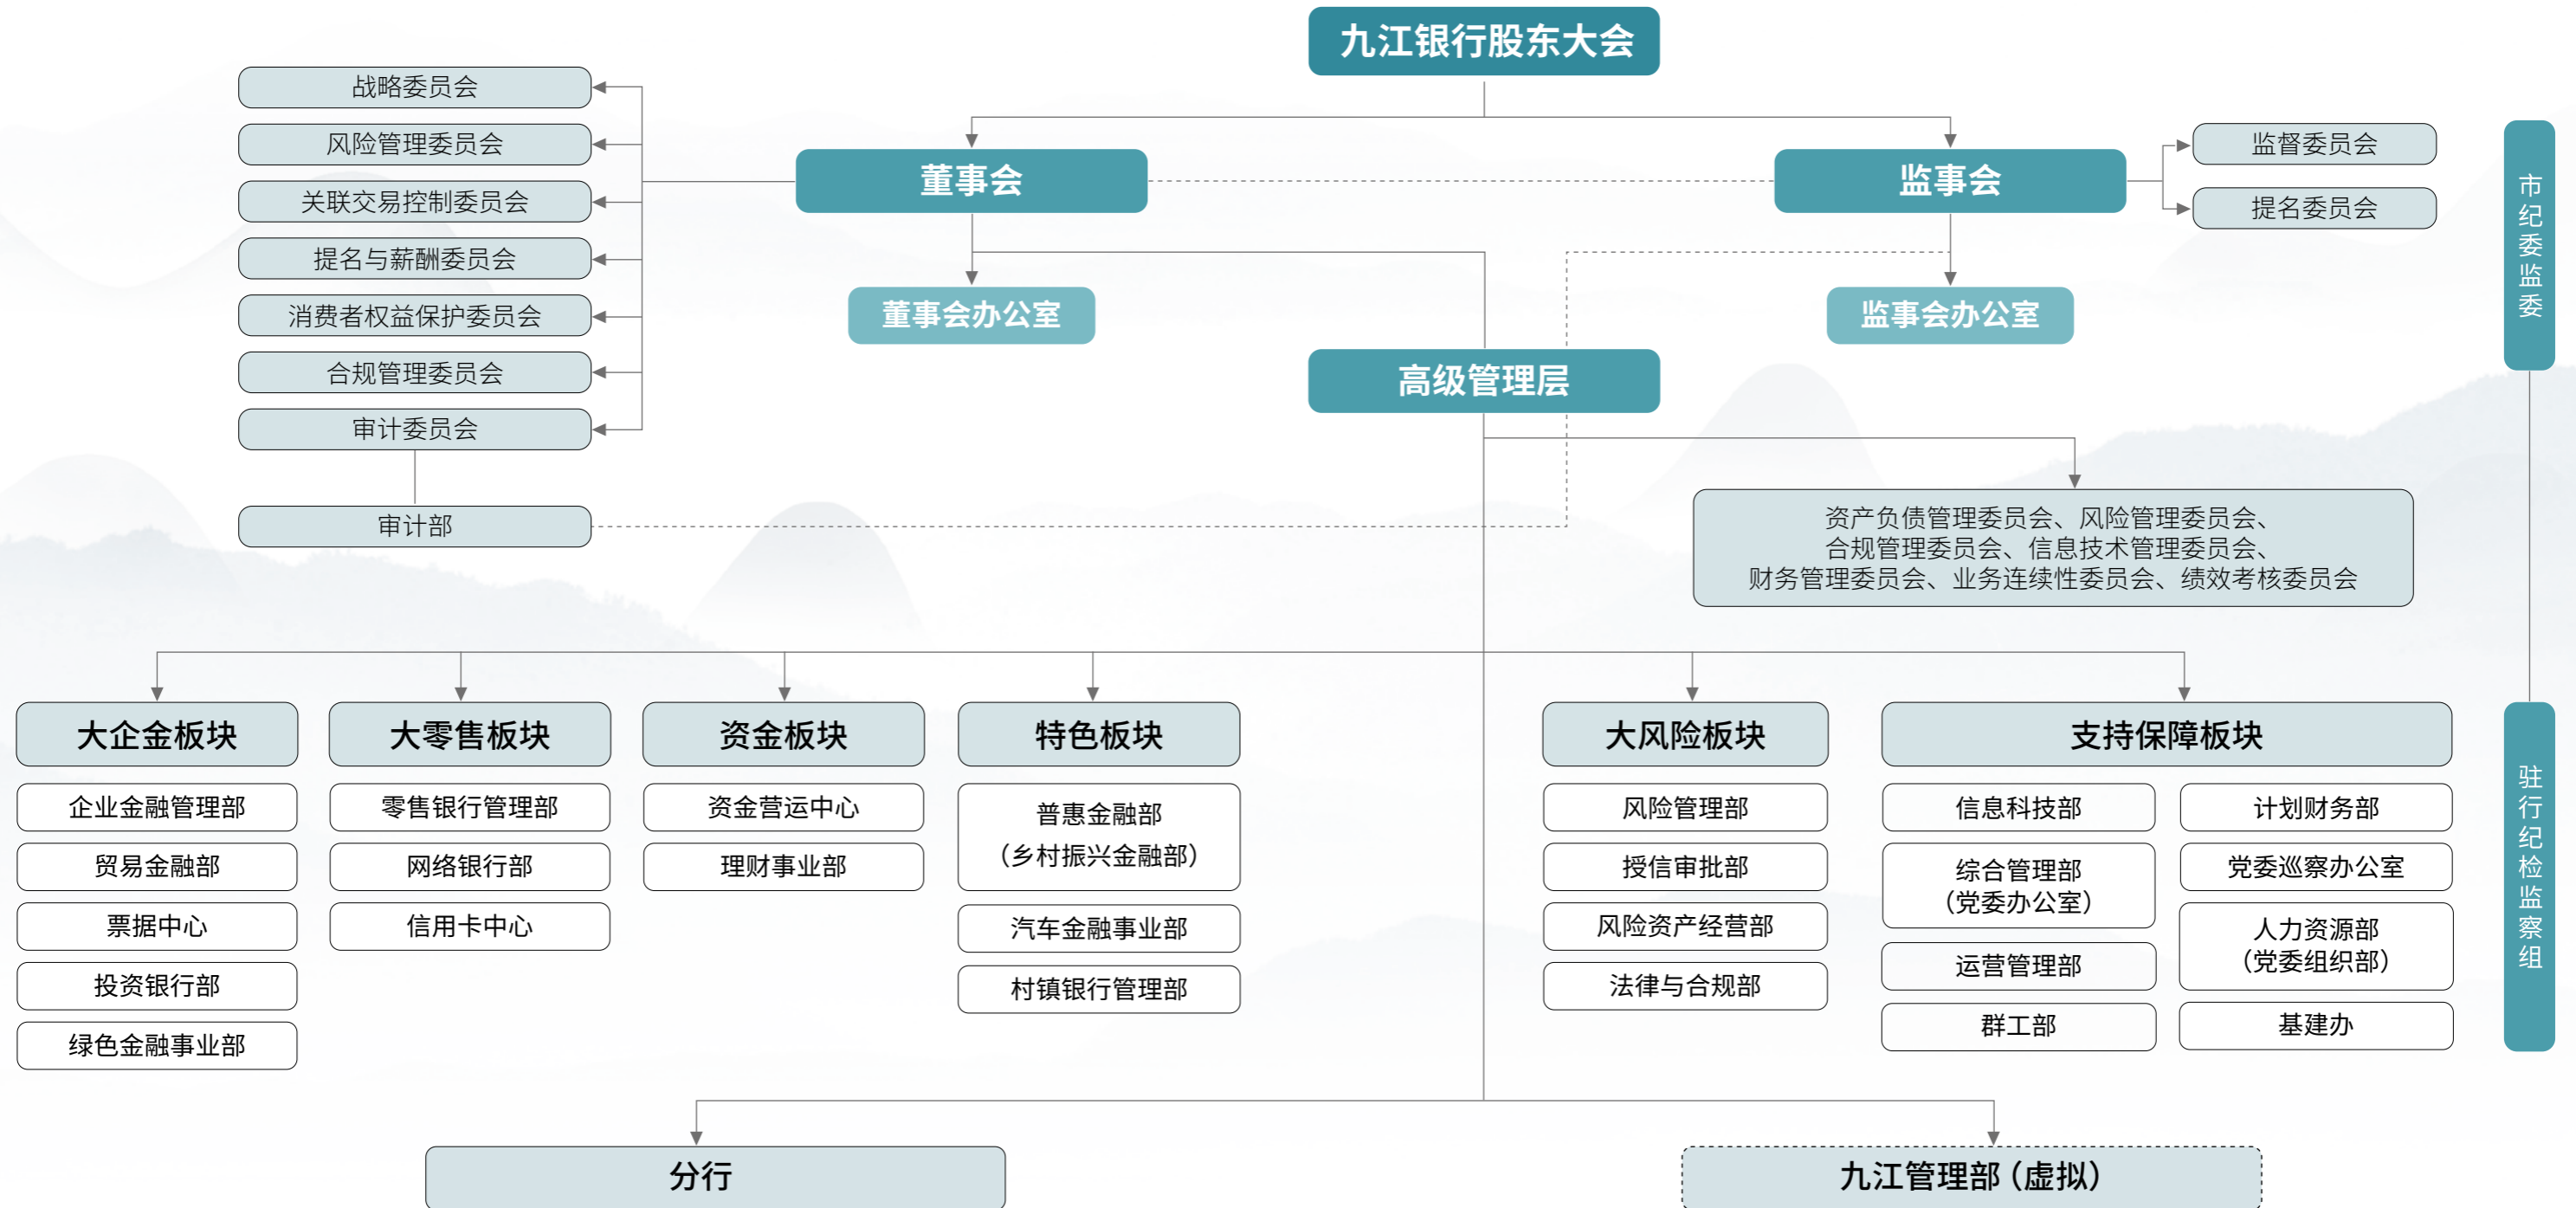 九江银行股东大会
战略委员会
风险管理委员会
关联交易控制委员会
提名与薪酬委员会
消费者权益保护委员会
合规管理委员会
审计委员会
审计部
董事会
监事会
监督委员会
提名委员会
董事会办公室
监事会办公室
高级管理层
资产负债管理委员会、风险管理委员会、
合规管理委员会、信息技术管理委员会、
财务管理委员会、业务连续性委员会、绩效考核委员会
市纪委监委
驻行纪检监察组
大企金板块
企业金融管理部
贸易金融部
票据中心
投资银行部
绿色金融事业部
大零售板块
零售银行管理部
网络银行部
信用卡中心
资金板块
资金营运中心
理财事业部
特色板块
普惠金融部
（乡村振兴金融部）
汽车金融事业部
村镇银行管理部
大风险板块
风险管理部
授信审批部
风险资产经营部
法律与合规部
支持保障板块
信息科技部
综合管理部
（党委办公室）
运营管理部
群工部
计划财务部
党委巡察办公室
人力资源部
（党委组织部）
基建办
分行
九江管理部（虚拟）